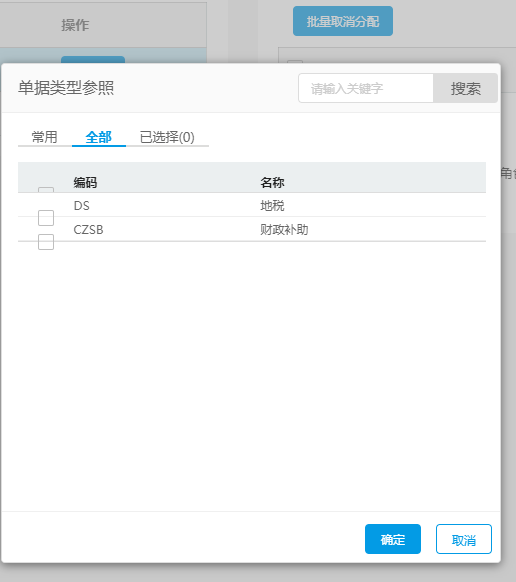 操作
批量取消分配
单据类型参照
请输入关键字
搜索
常用
全部
已选择(0)
编码 名称
DS 地税
CZSB 财政补助
确定
取消